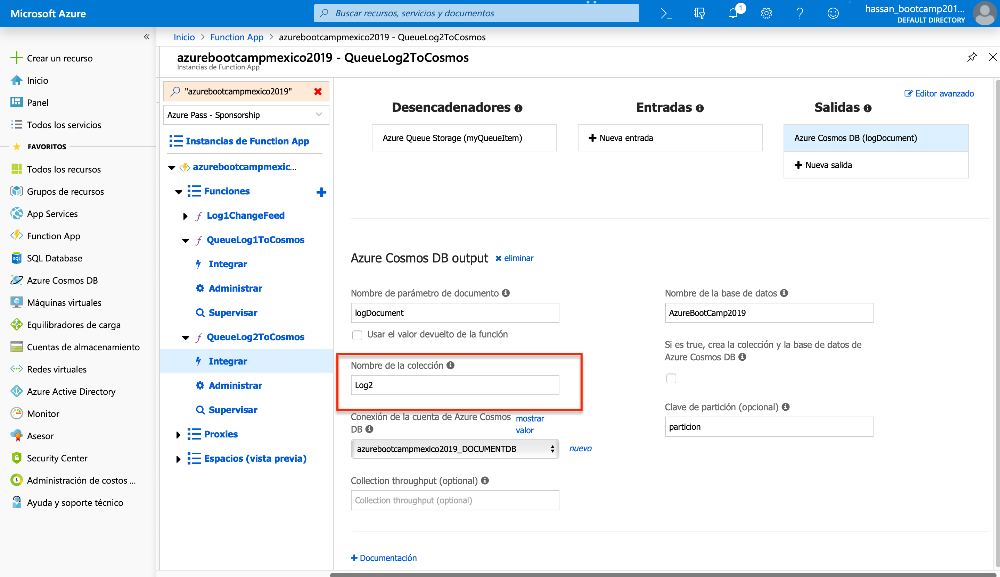 Microsoft Azure
Buscar recursos, servicios y documentos
1
hassan_bootcamp201...
DEFAULT DIRECTORY
Crear un recurso
Inicio
Panel
Todos los servicios
FAVORITOS
Todos los recursos
Grupos de recursos
App Services
Function App
SQL Database
Azure Cosmos DB
Máquinas virtuales
Equilibradores de carga
Cuentas de almacenamiento
Redes virtuales
Azure Active Directory
Monitor
Asesor
Security Center
Administración de costos ...
Ayuda y soporte técnico
Inicio > Function App > azurebootcampmexico2019 - QueueLog2ToCosmos
azurebootcampmexico2019 - QueueLog2ToCosmos
Instancias de Function App
"azurebootcampmexico2019"
Azure Pass - Sponsorship
Instancias de Function App
azurebootcampmexic...
Funciones
Log1ChangeFeed
QueueLog1ToCosmos
Integrar
Administrar
Supervisar
QueueLog2ToCosmos
Integrar
Administrar
Supervisar
Proxies
Espacios (vista previa)
Editor avanzado
Desencadenadores
Entradas
Salidas
Azure Queue Storage (myQueueItem)
Nueva entrada
Azure Cosmos DB (logDocument)
Nueva salida
Azure Cosmos DB output
eliminar
Nombre de parámetro de documento
logDocument
Usar el valor devuelto de la función
Nombre de la colección
Log2
Conexión de la cuenta de Azure Cosmos
DB
mostrar
valor
azurebootcampmexico2019_DOCUMENTDB
nuevo
Collection throughput (optional)
Collection throughput (optional)
Nombre de la base de datos
AzureBootCamp2019
Si es true, crea la colección y la base de datos de
Azure Cosmos DB
Clave de partición (opcional)
particion
Documentación